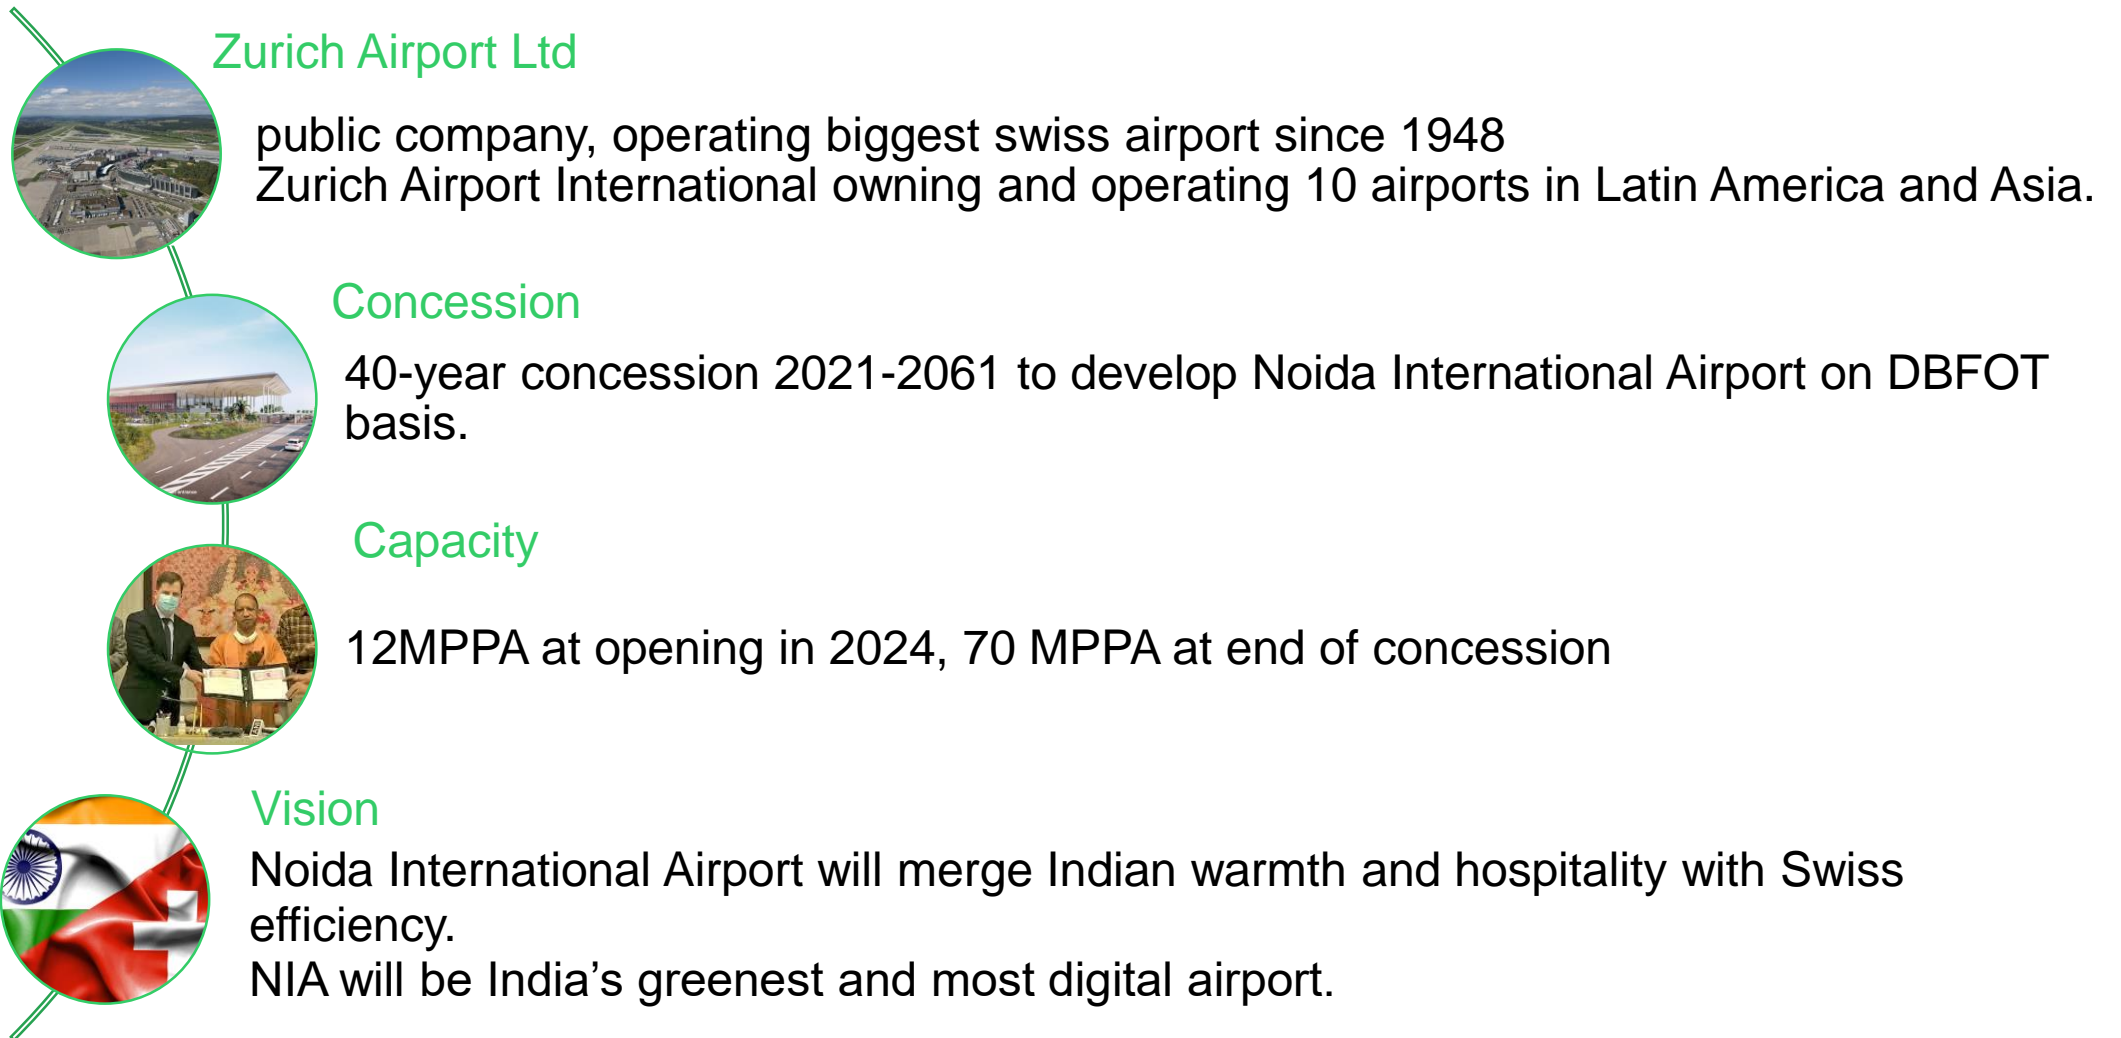 Zurich Airport Ltd
public company, operating biggest swiss airport since 1948
Zurich Airport International owning and operating 10 airports in Latin America and Asia.
Concession
40-year concession 2021-2061 to develop Noida International Airport on DBFOT
basis.
Capacity
12MPPA at opening in 2024, 70 MPPA at end of concession
Vision
Noida International Airport will merge Indian warmth and hospitality with Swiss
efficiency.
NIA will be India’s greenest and most digital airport.